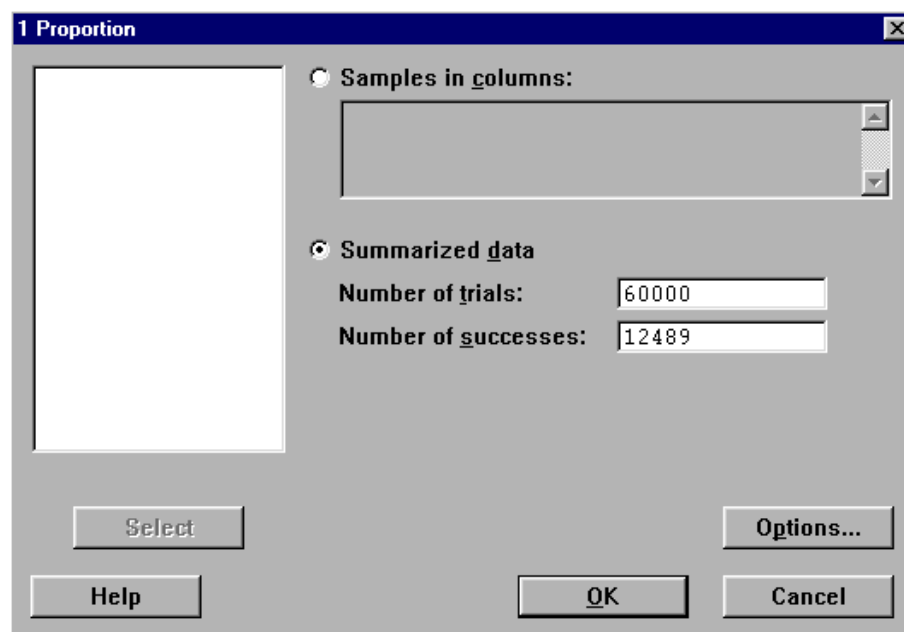 1 Proportion
Samples in columns:
Summarized data
Number of trials:
60000
Number of successes:
12489
Select
Options...
Help
OK
Cancel